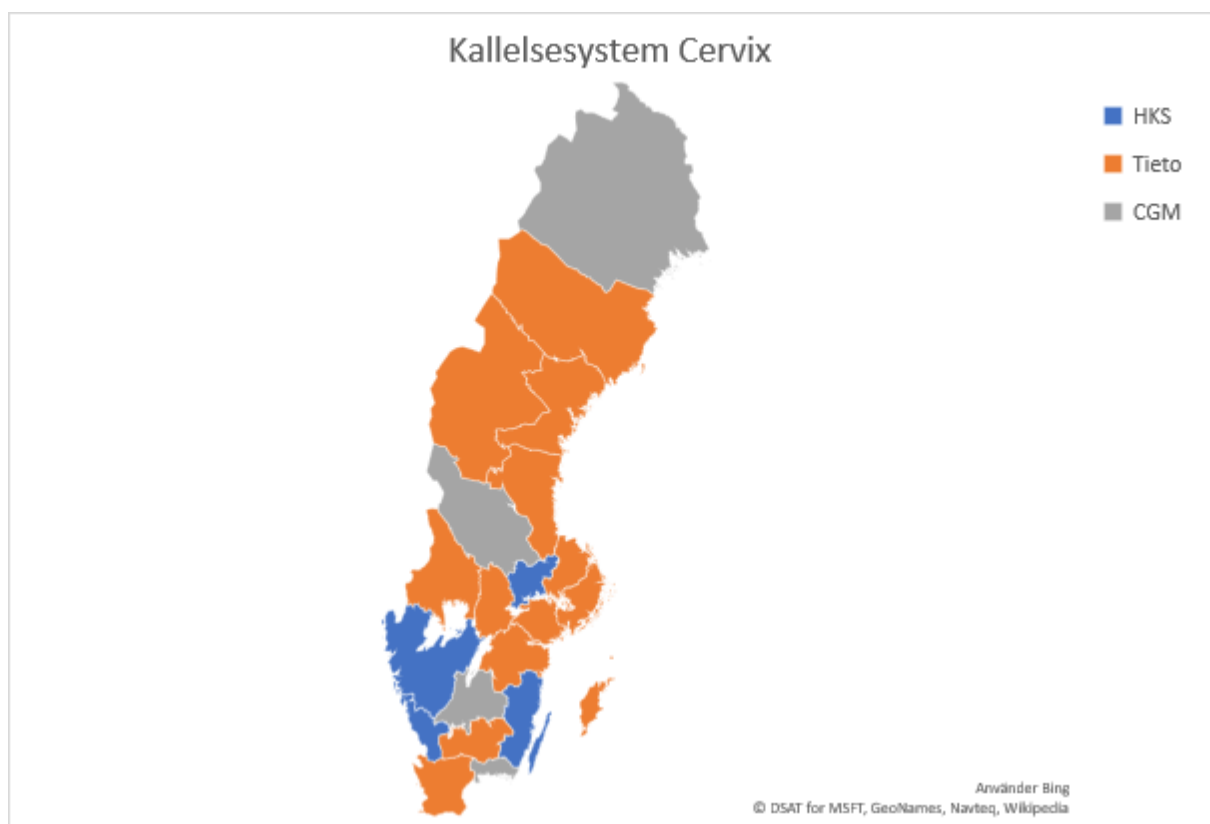 Kallelsesystem Cervix
HKS
Tieto
CGM
Använder Bing
© DSAT for MSFT, GeoNames, Navteq, Wikipedia